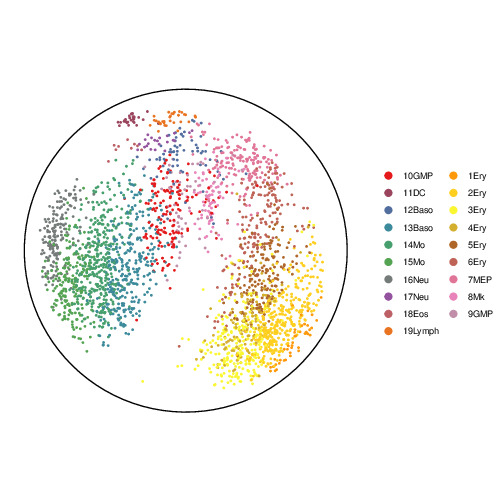 10GMP
11DC
12Baso
13Baso
14Mo
15Mo
16Neu
17Neu
18Eos
19Lymph
1Ery
2Ery
3Ery
4Ery
5Ery
6Ery
7MEP
8Mk
9GMP